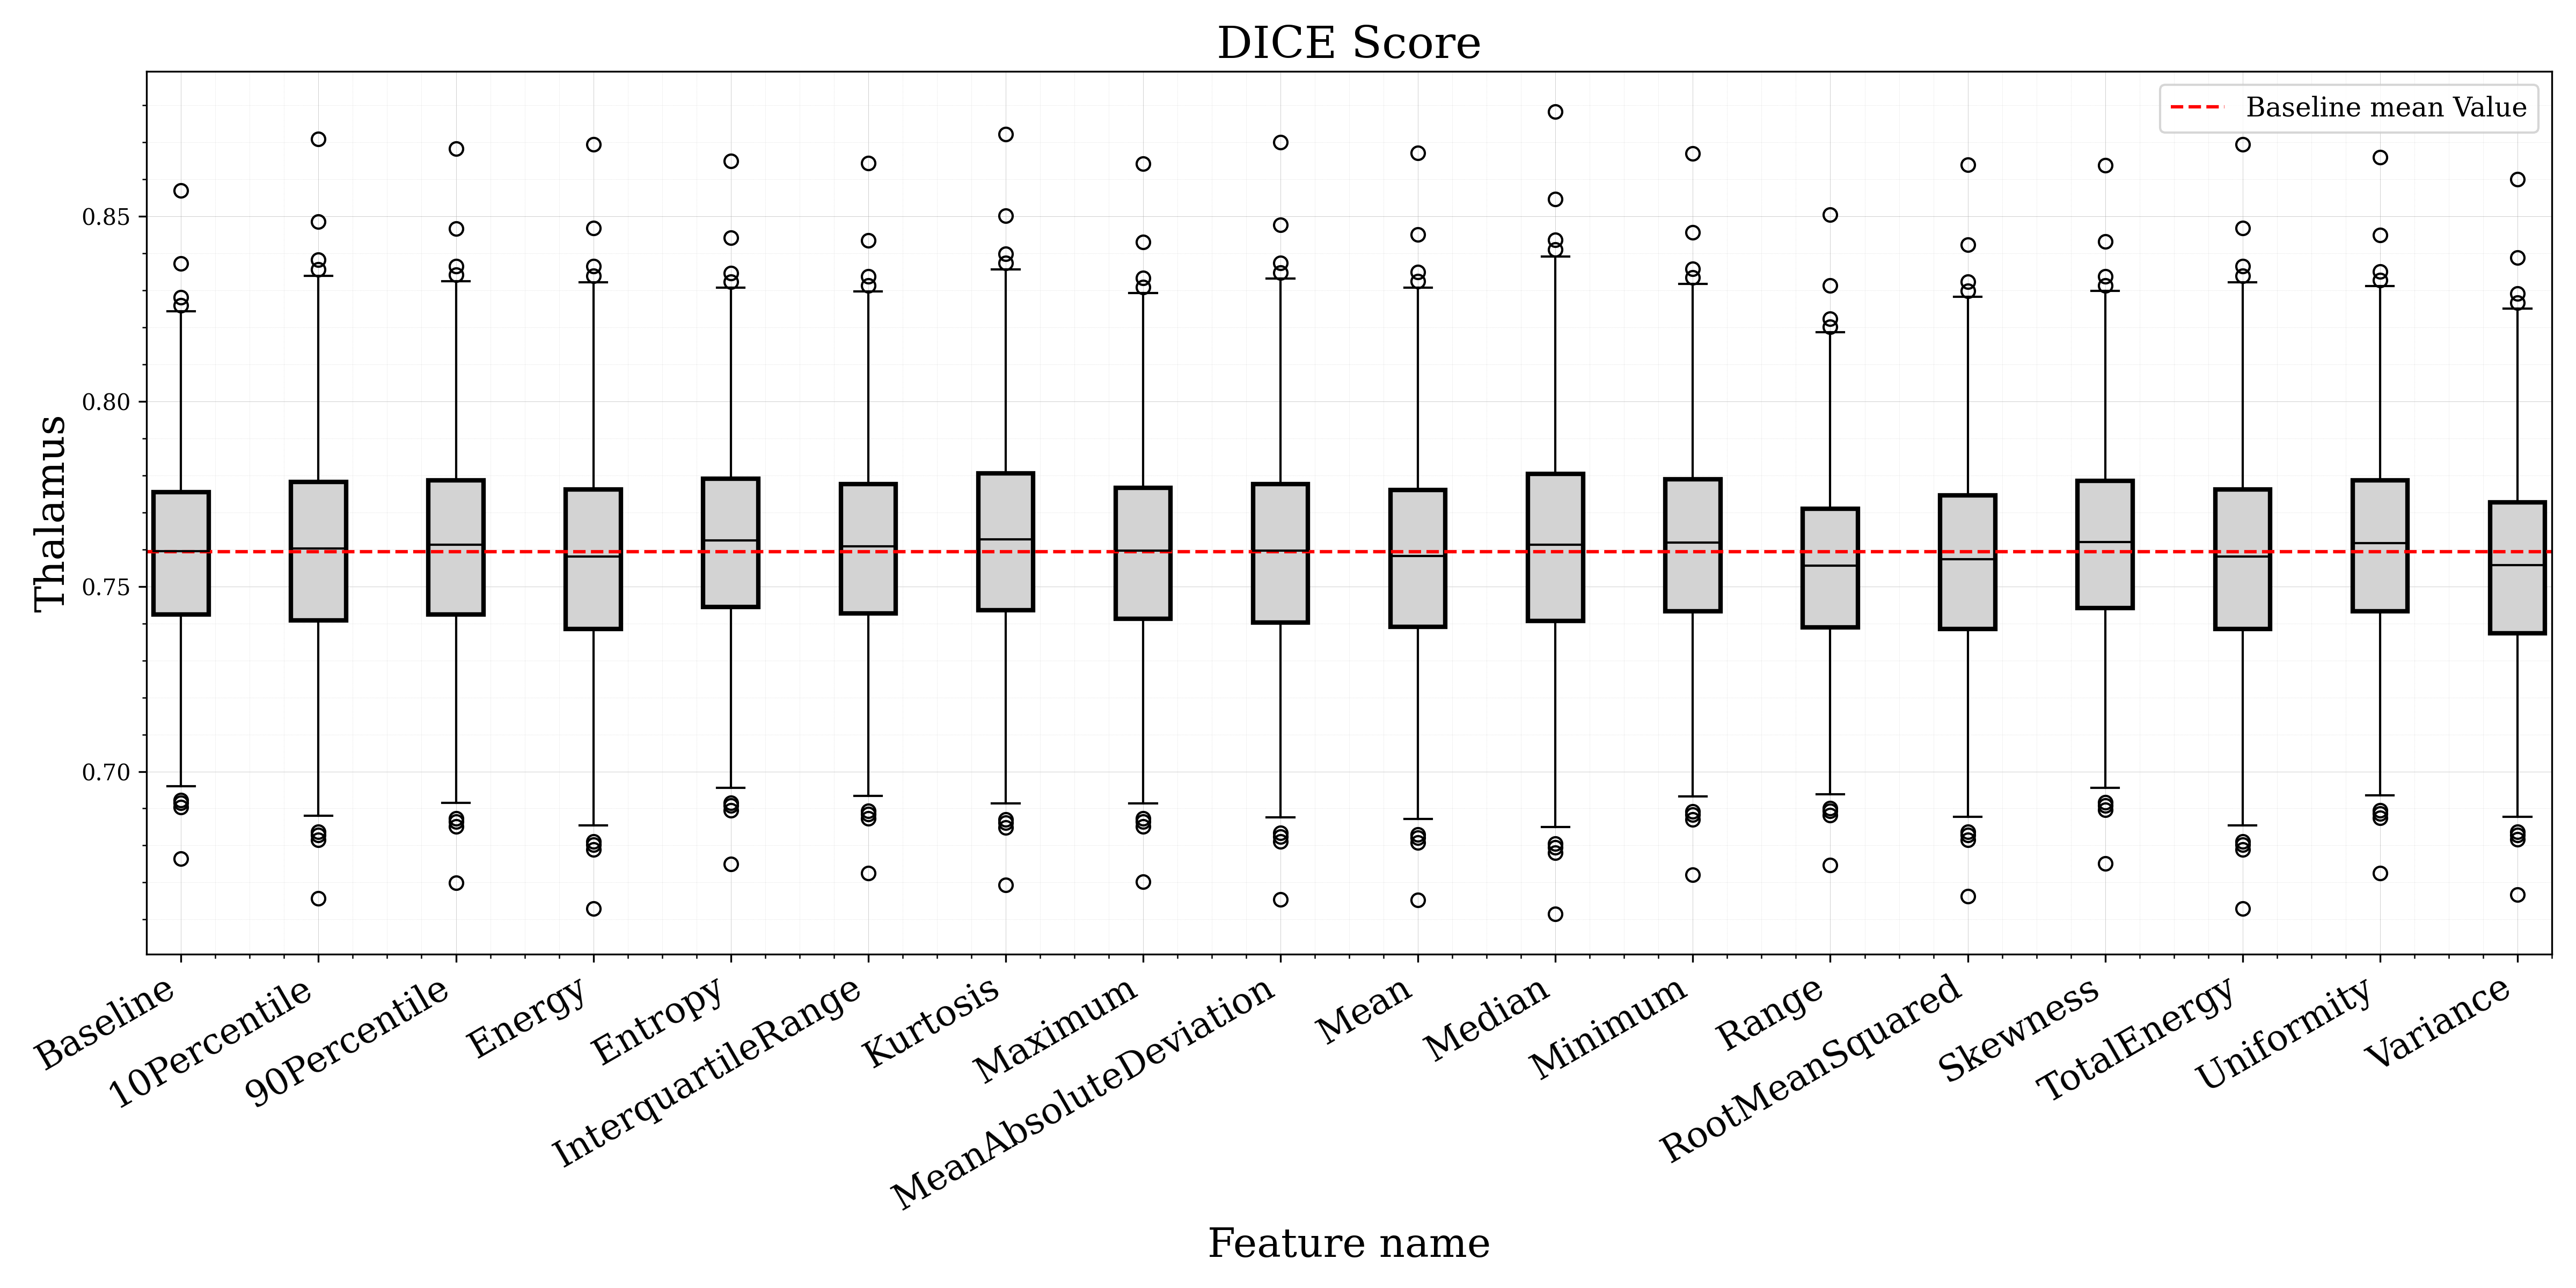 DICE Score
Baseline mean Value
Thalamus
0.85
0.80
0.75
0.70
Baseline
10Percentile
90Percentile
Energy
Entropy
InterquartileRange
Kurtosis
Maximum
MeanAbsoluteDeviation
Mean
Median
Minimum
Range
RootMeanSquared
Skewness
TotalEnergy
Uniformity
Variance
Feature name